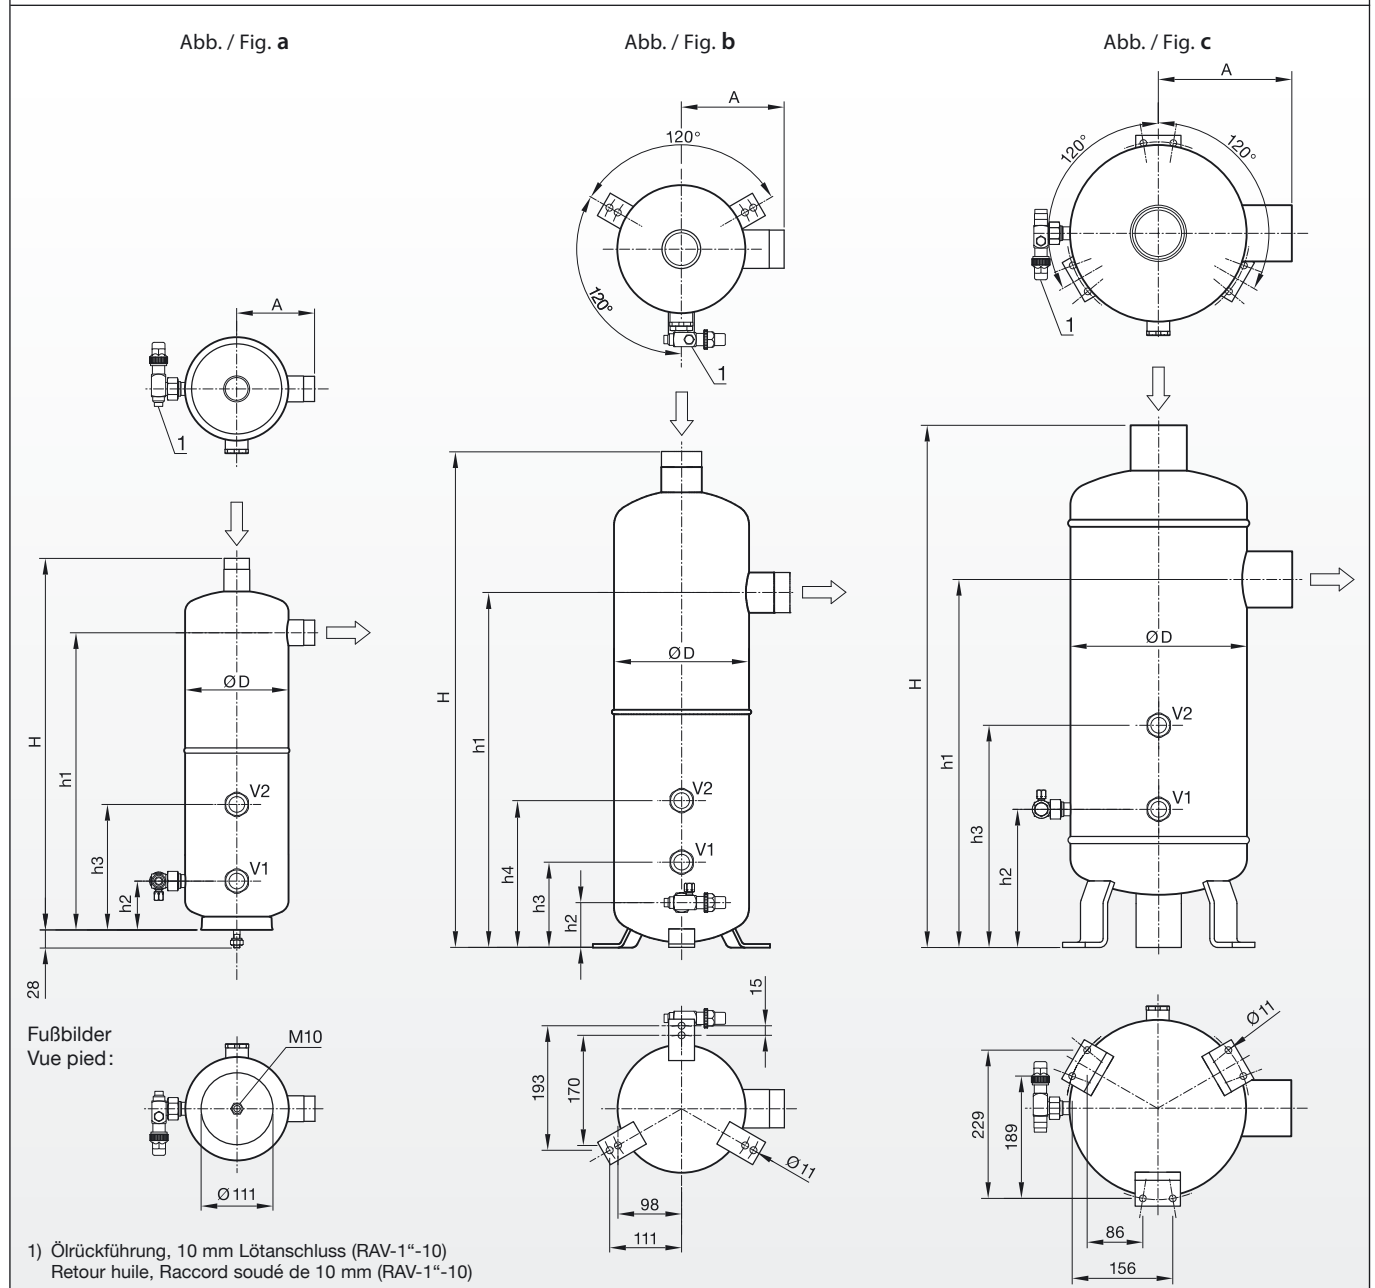 Abb. / Fig. a
Abb. / Fig. b
Abb. / Fig. c
A
1
H
h1
h3
h2
28
ØD
V2
V1
A
120°
120°
1
H
h1
h4
h3
h2
ØD
V2
V1
A
120°
120°
1
H
h1
h3
h2
ØD
V2
V1
Fußbilder
Vue pied:
M10
Ø111
15
193
170
Ø11
98
111
Ø11
229
189
86
156
1) Ölrückführung, 10 mm Lötanschluss (RAV-1“-10)
Retour huile, Raccord soudé de 10 mm (RAV-1“-10)